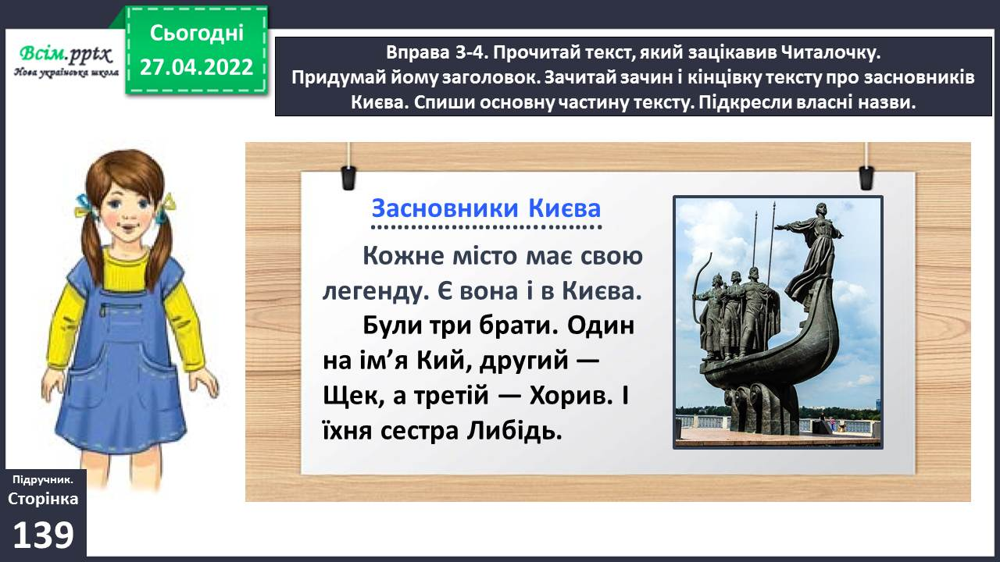 Сьогодні
27.04.2022
Всім.pptx
Нова українська школа
Вправа 3-4. Прочитай текст, який зацікавив Читалочку.
Придумай йому заголовок. Зачитай зачин і кінцівку тексту про засновників
Києва. Спиши основну частину тексту. Підкресли власні назви.
Засновники Києва
Кожне місто має свою
легенду. Є вона і в Києва.
Були три брати. Один
на ім’я Кий, другий —
Щек, а третій — Хорив. І
їхня сестра Либідь.
Підручник.
Сторінка
139